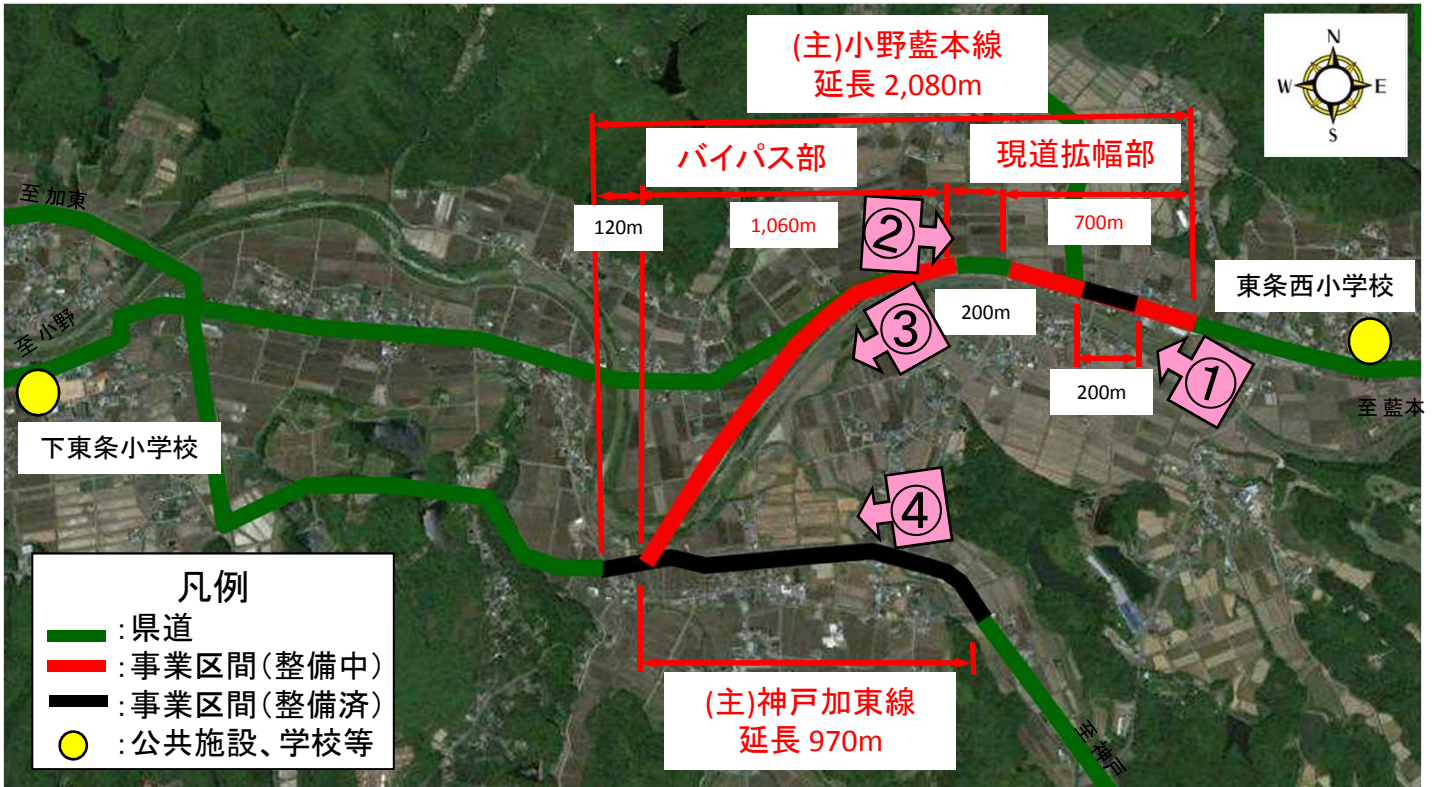 (主)小野藍本線
延長 2,080m
N
W
E
S
バイパス部
現道拡幅部
至 加東
120m
1,060m
②
700m
東条西小学校
至 小野
③
200m
①
200m
至 藍本
下東条小学校
④
凡例
：県道
：事業区間（整備中）
：事業区間（整備済）
：公共施設、学校等
(主)神戸加東線
延長 970m
至 神戸